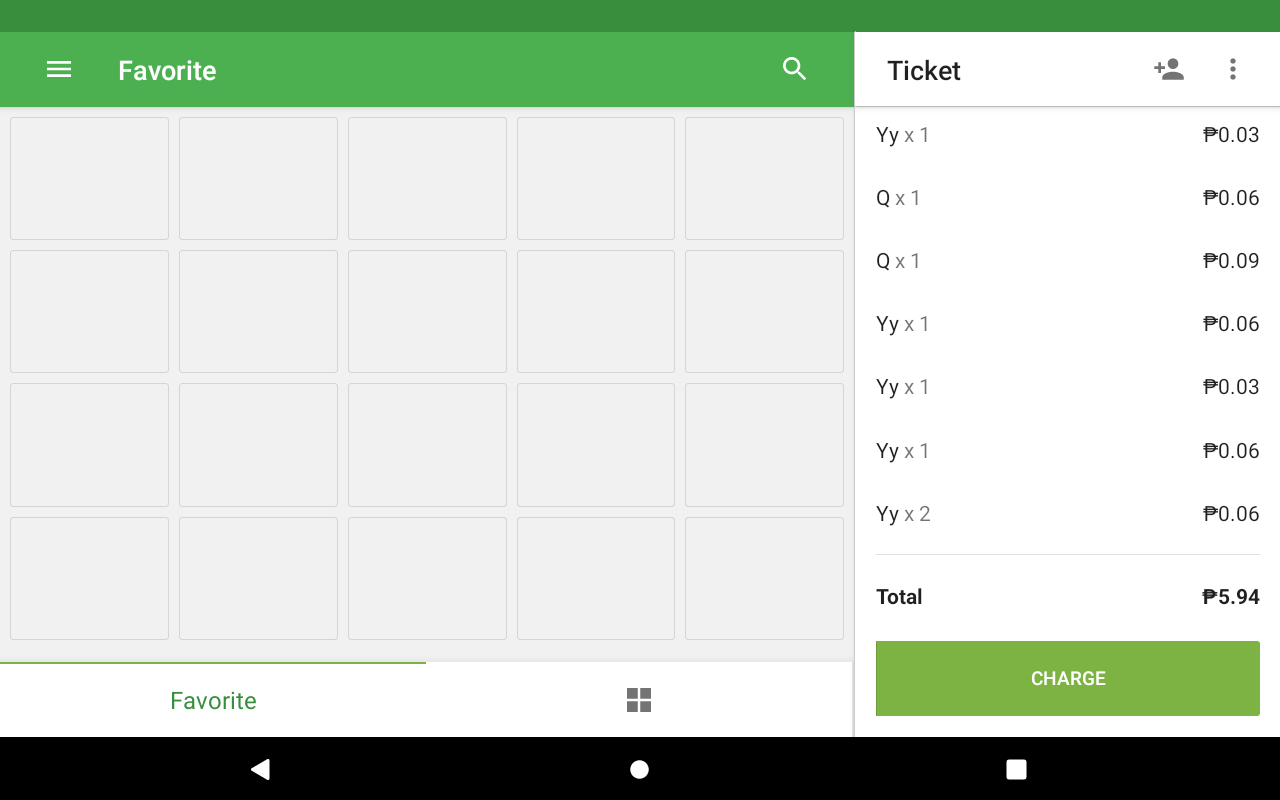 Favorite
Ticket
Yy x 1 ₱0.03
Q x 1 ₱0.06
Q x 1 ₱0.09
Yy x 1 ₱0.06
Yy x 1 ₱0.03
Yy x 1 ₱0.06
Yy x 2 ₱0.06
Total ₱5.94
CHARGE
Favorite